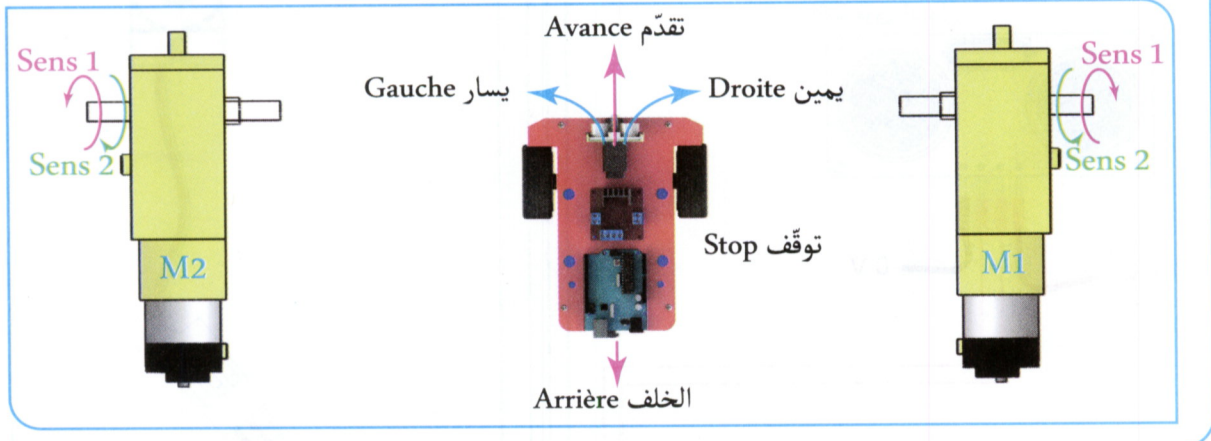 Avance تقدّم
Sens 1
Sens 1
Gauche يسار
Droite يمين
Sens 2
Sens 2
Stop توقّف
M2
M1
Arrière الخلف